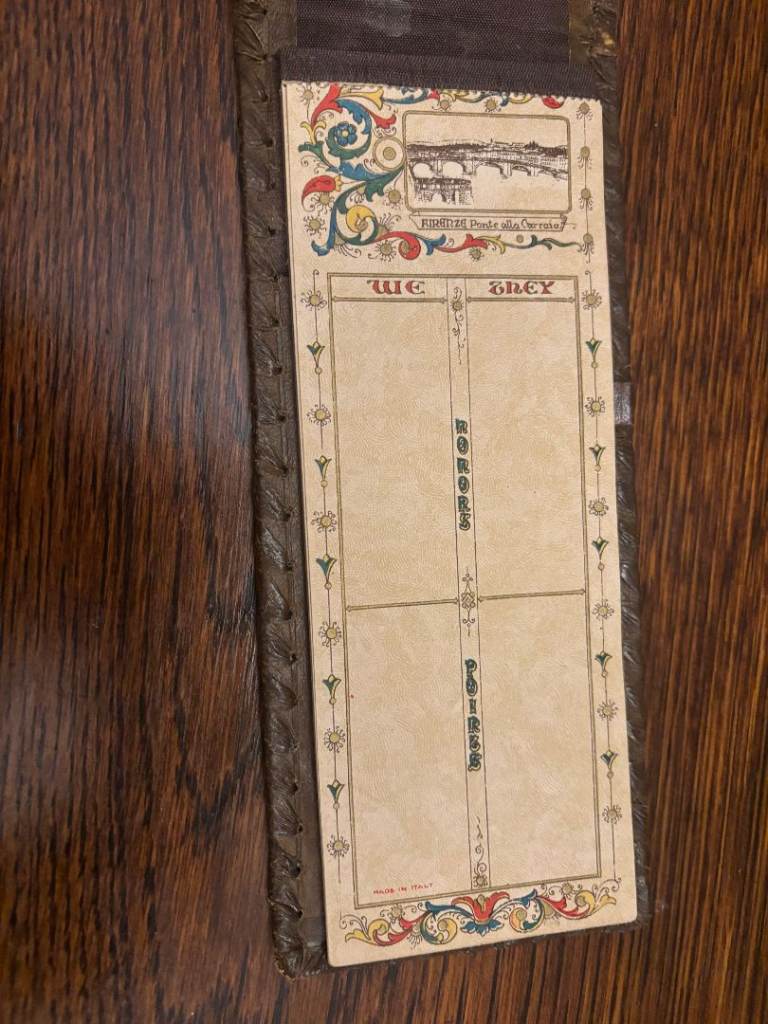 FIRENZE Ponte alla Carraia
WE
THEY
HONORS
POINTS
MADE IN ITALY